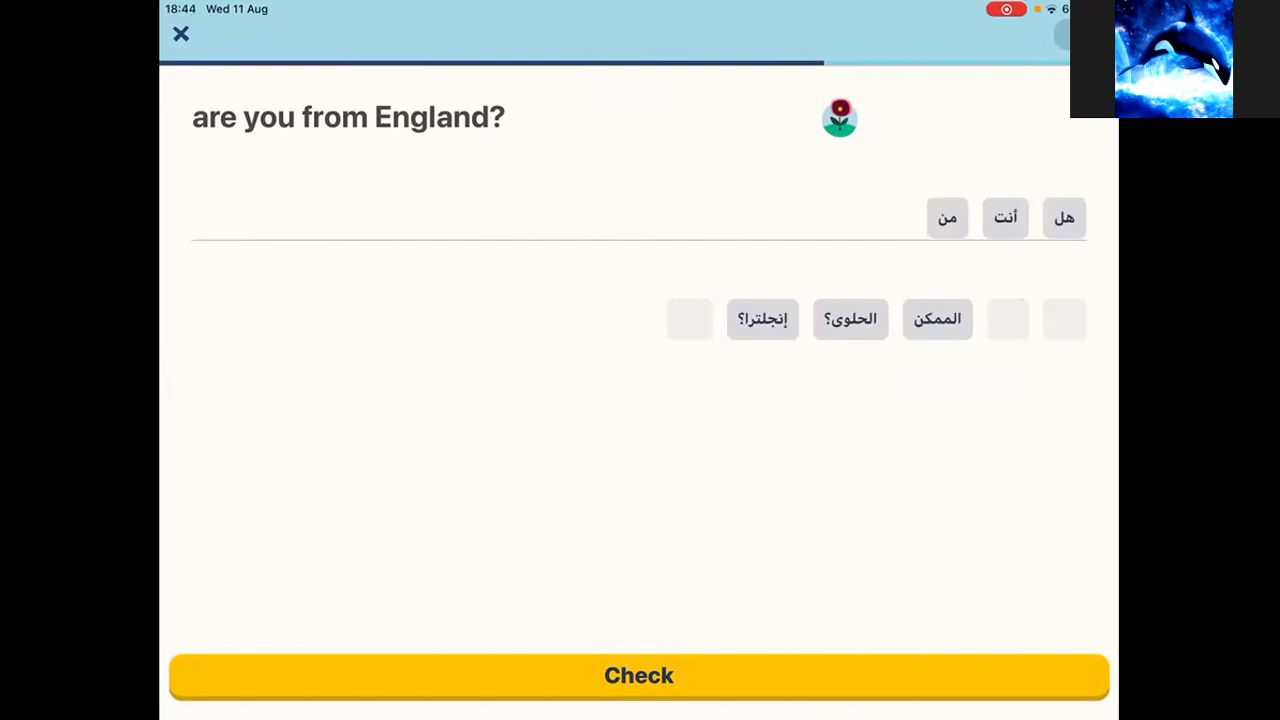 18:44 Wed 11 Aug
are you from England?
هل أنت من
الممكن الحلوى؟ إنجلترا؟
Check